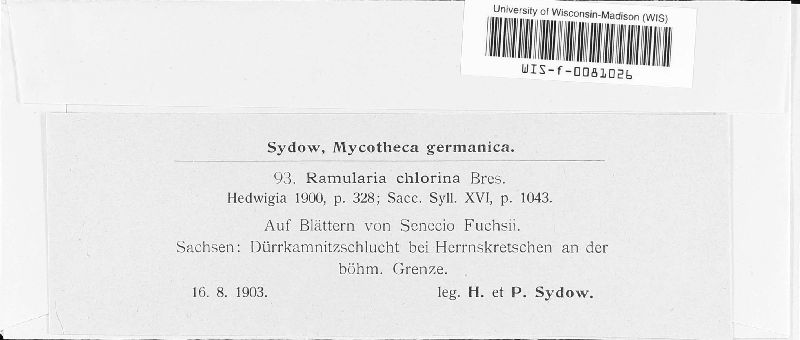 University of Wisconsin-Madison (WIS)
WIS-f-0081026
Sydow, Mycotheca germanica.
93. Ramularia chlorina Bres.
Hedwigia 1900, p. 328; Sacc. Syll. XVI, p. 1043.
Auf Blättern von Senecio Fuchsii.
Sachsen: Dürrkamnitzschlucht bei Herrnskretschen an der
böhm. Grenze.
16. 8. 1903. leg. H. et P. Sydow.